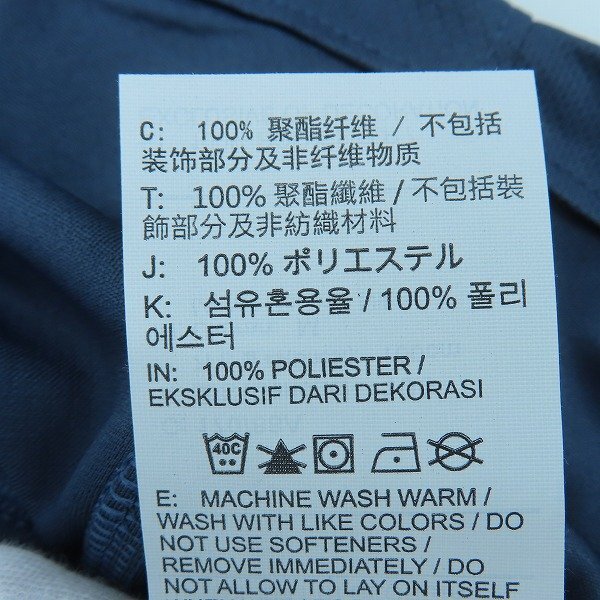 C: 100% 聚酯纤维 / 不包括
装饰部分及非纤维物质
T: 100% 聚酯纖維 / 不包括裝
飾部分及非紡織材料
J: 100% ポリエステル
K: 섬유혼용율 / 100% 폴리
에스터
IN: 100% POLIESTER /
EKSKLUSIF DARI DEKORASI
40C
E: MACHINE WASH WARM /
WASH WITH LIKE COLORS / DO
NOT USE SOFTENERS /
REMOVE IMMEDIATELY / DO
NOT ALLOW TO LAY ON ITSELF